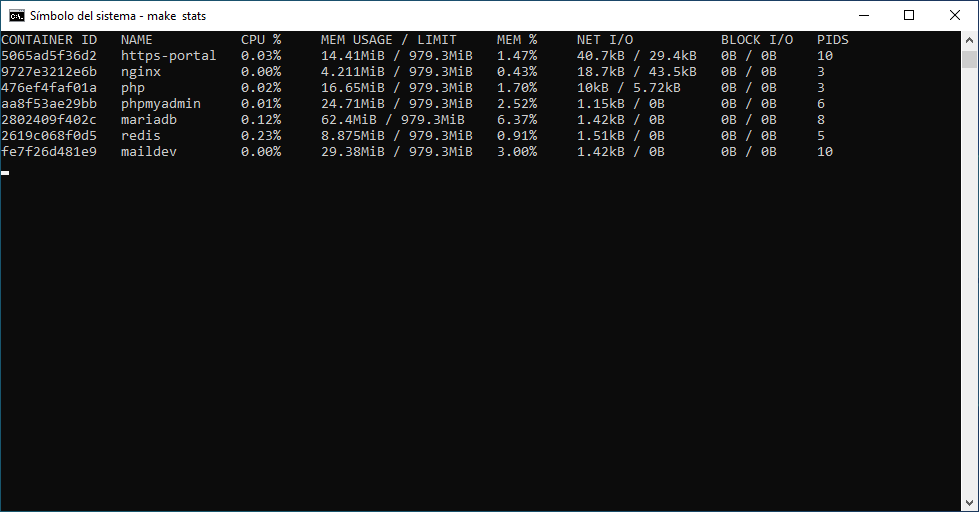 Símbolo del sistema - make  stats
CONTAINER ID   NAME           CPU %     MEM USAGE / LIMIT     MEM %     NET I/O           BLOCK I/O   PIDS
5065ad5f36d2   https-portal   0.03%     14.41MiB / 979.3MiB   1.47%     40.7kB / 29.4kB   0B / 0B     10
9727e3212e6b   nginx          0.00%     4.211MiB / 979.3MiB   0.43%     18.7kB / 43.5kB   0B / 0B     3
476ef4faf01a   php            0.02%     16.65MiB / 979.3MiB   1.70%     10kB / 5.72kB     0B / 0B     3
aa8f53ae29bb   phpmyadmin     0.01%     24.71MiB / 979.3MiB   2.52%     1.15kB / 0B       0B / 0B     6
2802409f402c   mariadb        0.12%     62.4MiB / 979.3MiB    6.37%     1.42kB / 0B       0B / 0B     8
2619c068f0d5   redis          0.23%     8.875MiB / 979.3MiB   0.91%     1.51kB / 0B       0B / 0B     5
fe7f26d481e9   maildev        0.00%     29.38MiB / 979.3MiB   3.00%     1.42kB / 0B       0B / 0B     10